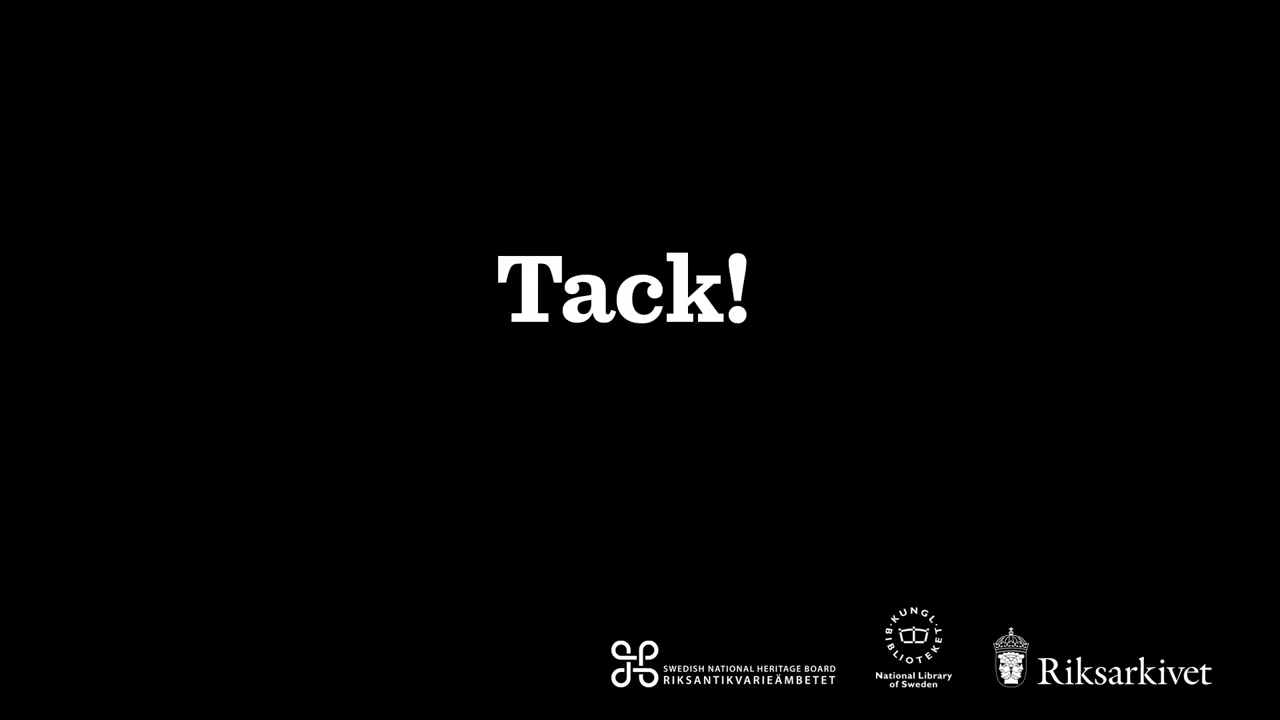 Tack!
SWEDISH NATIONAL HERITAGE BOARD
RIKSANTIKVARIEÄMBETET
KUNGL·BIBLIOTEKET·
National Library
of Sweden
Riksarkivet